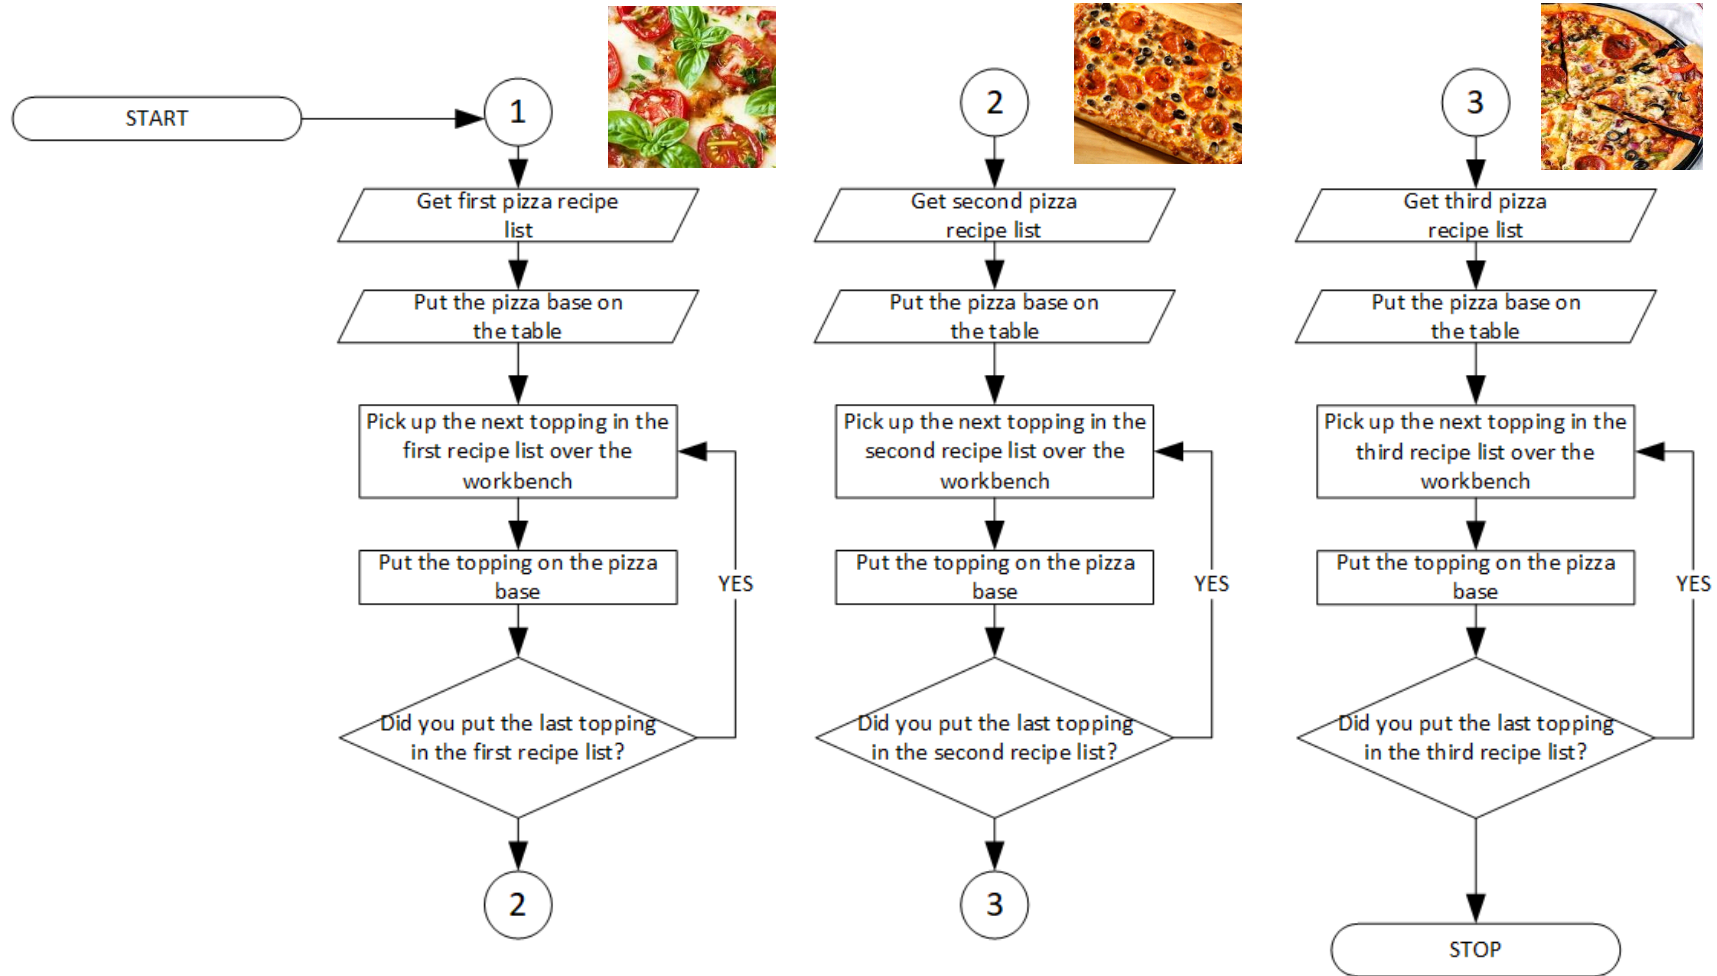 START
1
Get first pizza recipe
list
Put the pizza base on
the table
Pick up the next topping in the
first recipe list over the
workbench
Put the topping on the pizza
base
YES
Did you put the last topping
in the first recipe list?
2
2
Get second pizza
recipe list
Put the pizza base on
the table
Pick up the next topping in the
second recipe list over the
workbench
Put the topping on the pizza
base
YES
Did you put the last topping
in the second recipe list?
3
3
Get third pizza
recipe list
Put the pizza base on
the table
Pick up the next topping in the
third recipe list over the
workbench
Put the topping on the pizza
base
YES
Did you put the last topping
in the third recipe list?
STOP